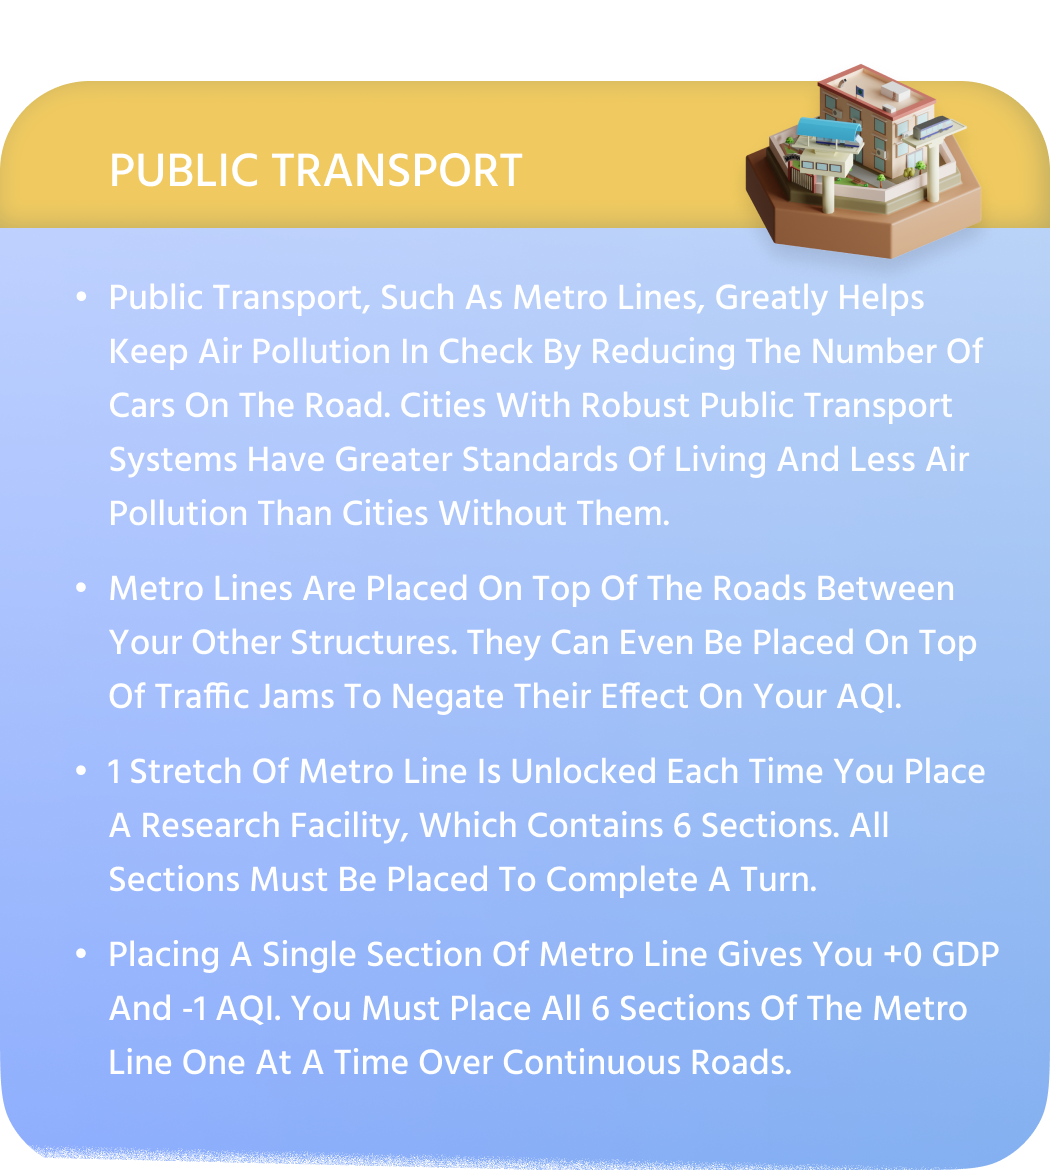 PUBLIC TRANSPORT
• Public Transport, Such As Metro Lines, Greatly Helps
Keep Air Pollution In Check By Reducing The Number Of
Cars On The Road. Cities With Robust Public Transport
Systems Have Greater Standards Of Living And Less Air
Pollution Than Cities Without Them.
• Metro Lines Are Placed On Top Of The Roads Between
Your Other Structures. They Can Even Be Placed On Top
Of Traffic Jams To Negate Their Effect On Your AQI.
• 1 Stretch Of Metro Line Is Unlocked Each Time You Place
A Research Facility, Which Contains 6 Sections. All
Sections Must Be Placed To Complete A Turn.
• Placing A Single Section Of Metro Line Gives You +0 GDP
And -1 AQI. You Must Place All 6 Sections Of The Metro
Line One At A Time Over Continuous Roads.